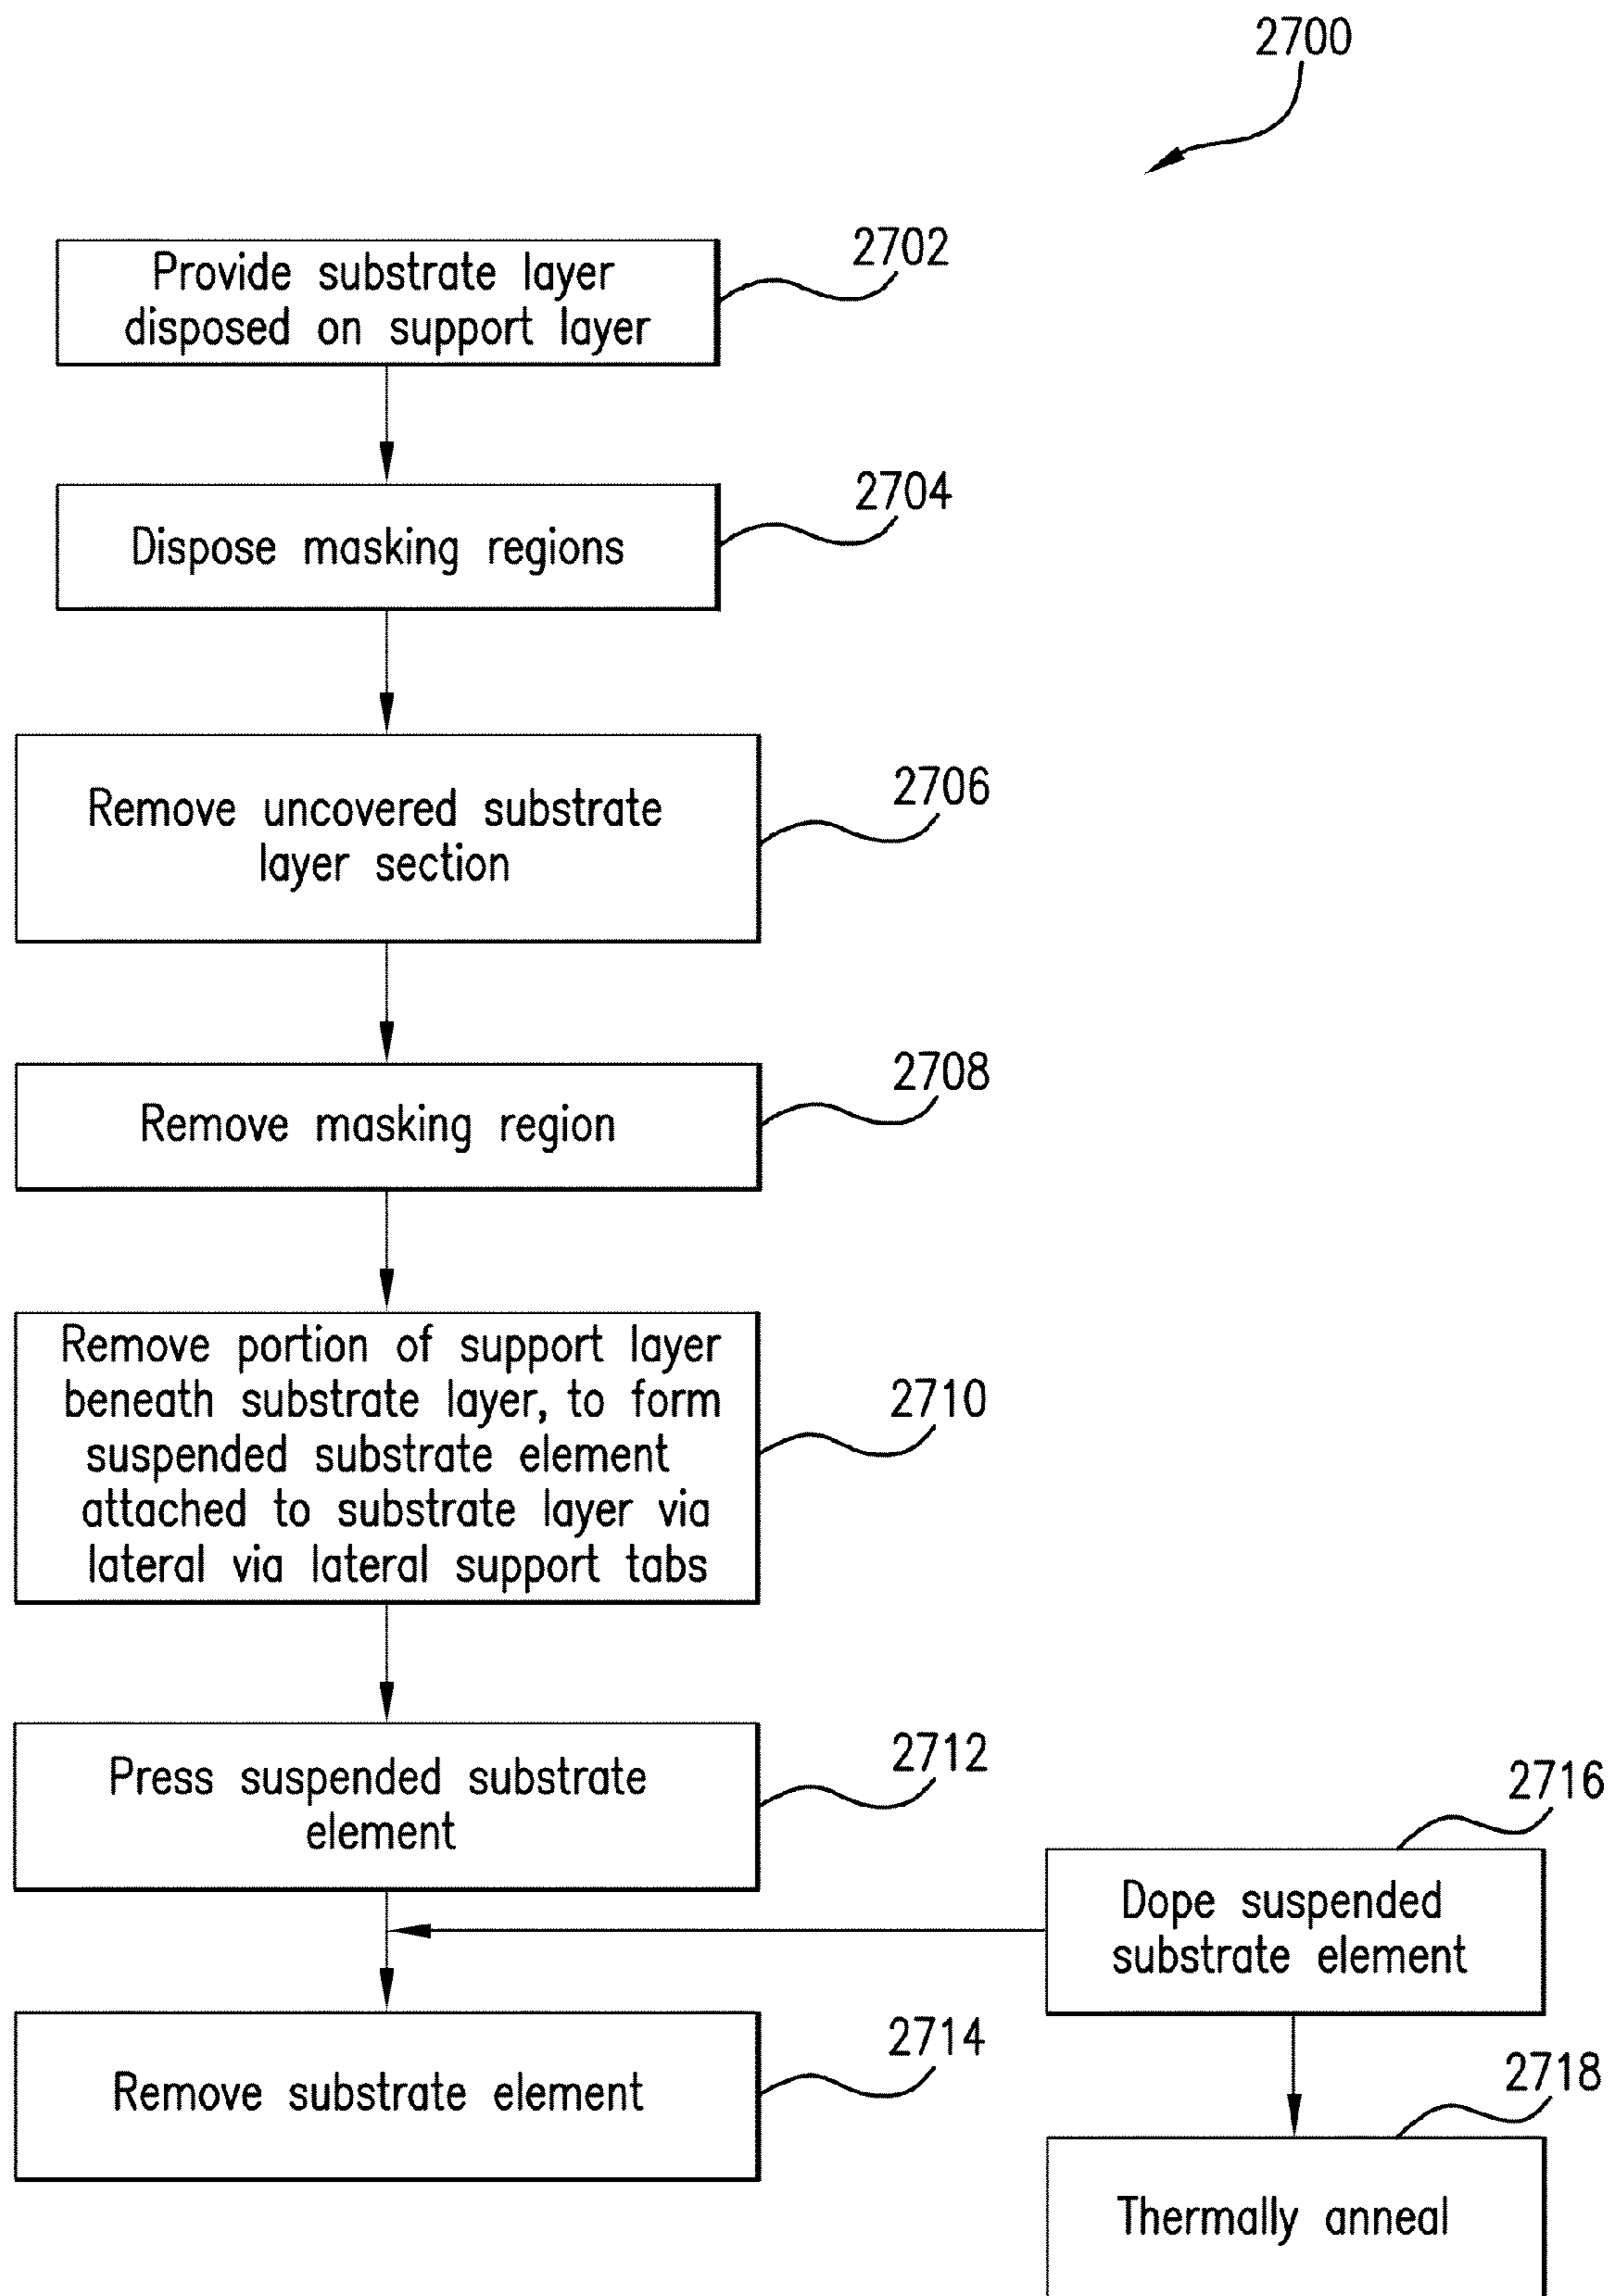 2700
Provide substrate layer
disposed on support layer
2702
Dispose masking regions
2704
Remove uncovered substrate
layer section
2706
Remove masking region
2708
Remove portion of support layer
beneath substrate layer, to form
suspended substrate element
attached to substrate layer via
lateral via lateral support tabs
2710
Press suspended substrate
element
2712
Dope suspended
substrate element
2716
Remove substrate element
2714
Thermally anneal
2718